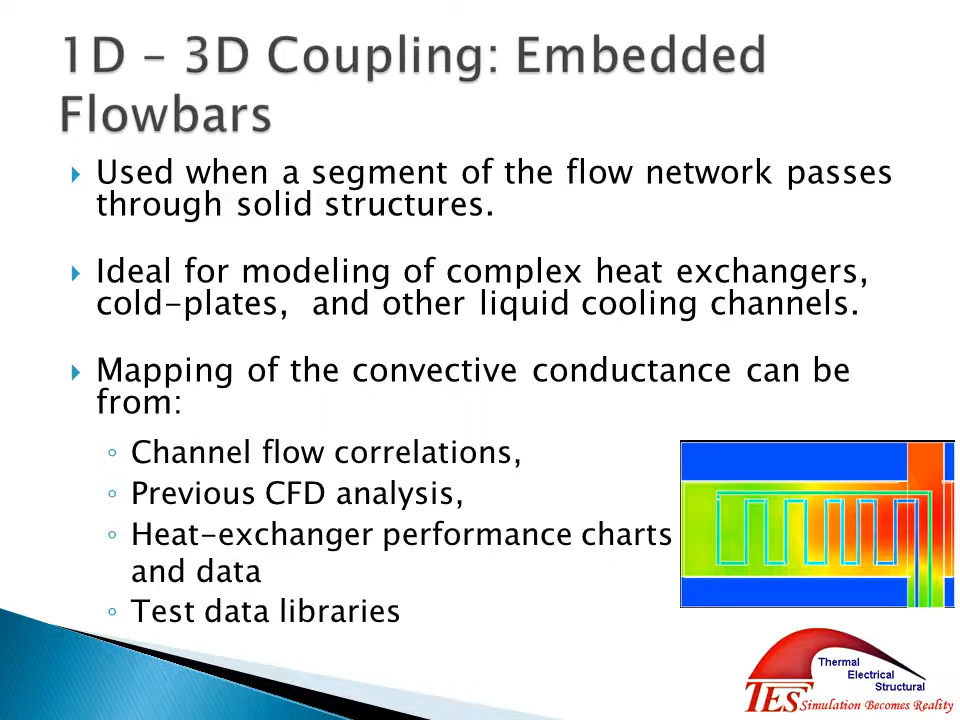 1D – 3D Coupling: Embedded
Flowbars
Used when a segment of the flow network passes
through solid structures.
Ideal for modeling of complex heat exchangers,
cold-plates,  and other liquid cooling channels.
Mapping of the convective conductance can be
from:
Channel flow correlations,
Previous CFD analysis,
Heat-exchanger performance charts
and data
Test data libraries
Thermal
Electrical
Structural
TES Simulation Becomes Reality